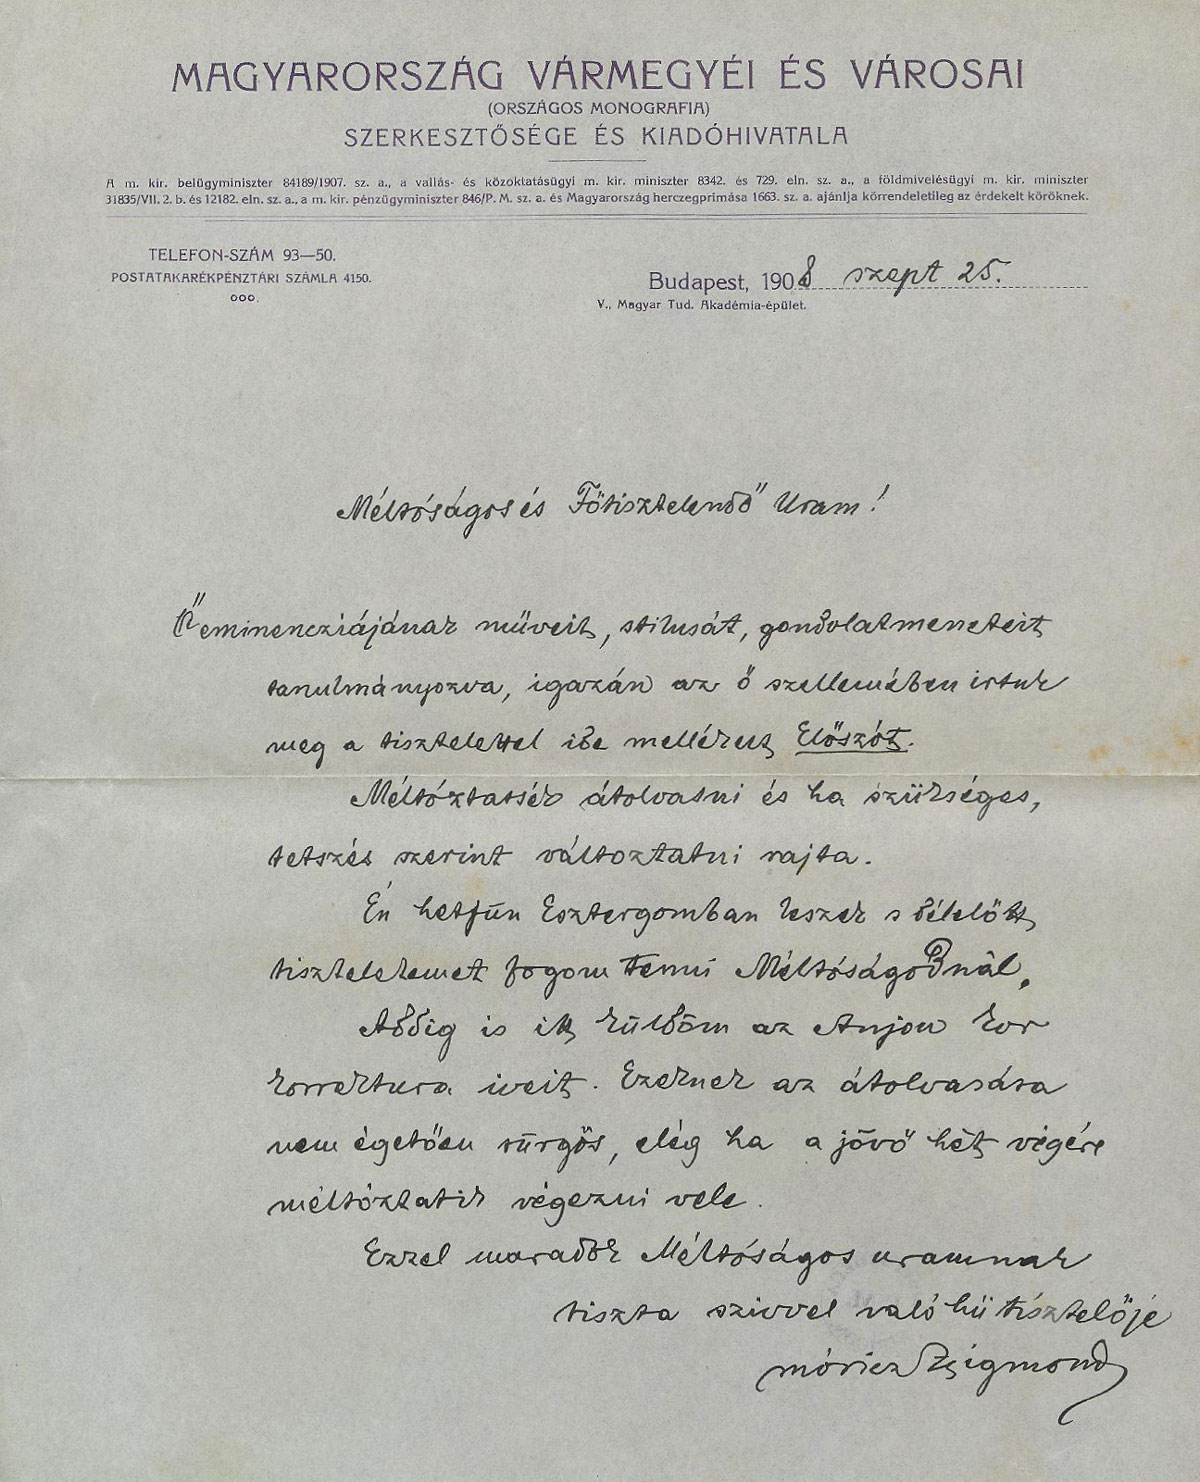 MAGYARORSZÁG VÁRMEGYÉI ÉS VÁROSAI
(ORSZÁGOS MONOGRAFIA)
SZERKESZTŐSÉGE ÉS KIADÓHIVATALA
A m. kir. belügyminiszter 84189/1907. sz. a., a vallás- és közoktatásügyi m. kir. miniszter 8342. és 729. eln. sz. a., a földmivelésügyi m. kir. miniszter
31835/VII. 2. b. és 12182. eln. sz. a., a m. kir. pénzügyminiszter 846/P. M. sz. a. és Magyarország herczegprimása 1663. sz. a. ajánlja körrendeletileg az érdekelt köröknek.
TELEFON-SZÁM 93—50.
POSTATAKARÉKPÉNZTÁRI SZÁMLA 4150.
Budapest, 1908 szept 25.
V., Magyar Tud. Akadémia-épület.
Méltóságos és Főtisztelendő Uram!
Ő eminencziájának műveit, stilusát, gondolatmeneteit
tanulmányozva, igazán az ő szellemében irtuk
meg a tisztelettel ide mellékelt Előszót.
Méltóztassék átolvasni és ha szükséges,
tetszés szerint változtatni rajta.
Én hetfün Esztergomban leszek s délelőtt
tiszteletemet fogom tenni Méltóságodnál.
Addig is itt küldöm az Anjou kor
korrektura iveit. Ezeknek az átolvasása
nem égetően sürgős, elég ha a jövő hét végére
méltóztatik végezni vele.
Ezzel maradok Méltóságos uramnak
tiszta szivvel való hű tisztelője
Móricz Zsigmond